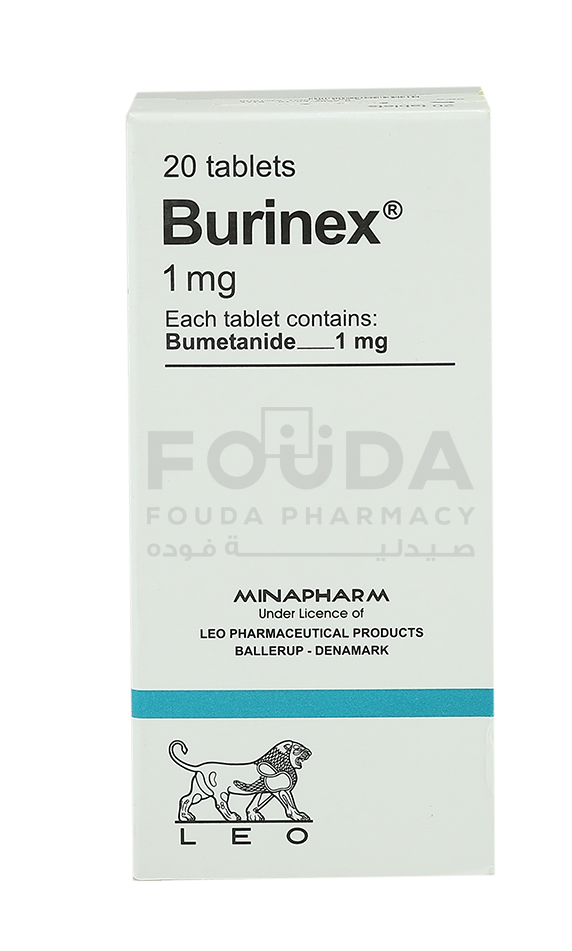 20 tablets
Burinex®
1 mg
Each tablet contains:
Bumetanide___1 mg
FOUDA
FOUDA PHARMACY
صيدلية فوده
MINAPHARM
Under Licence of
LEO PHARMACEUTICAL PRODUCTS
BALLERUP - DENAMARK
LEO